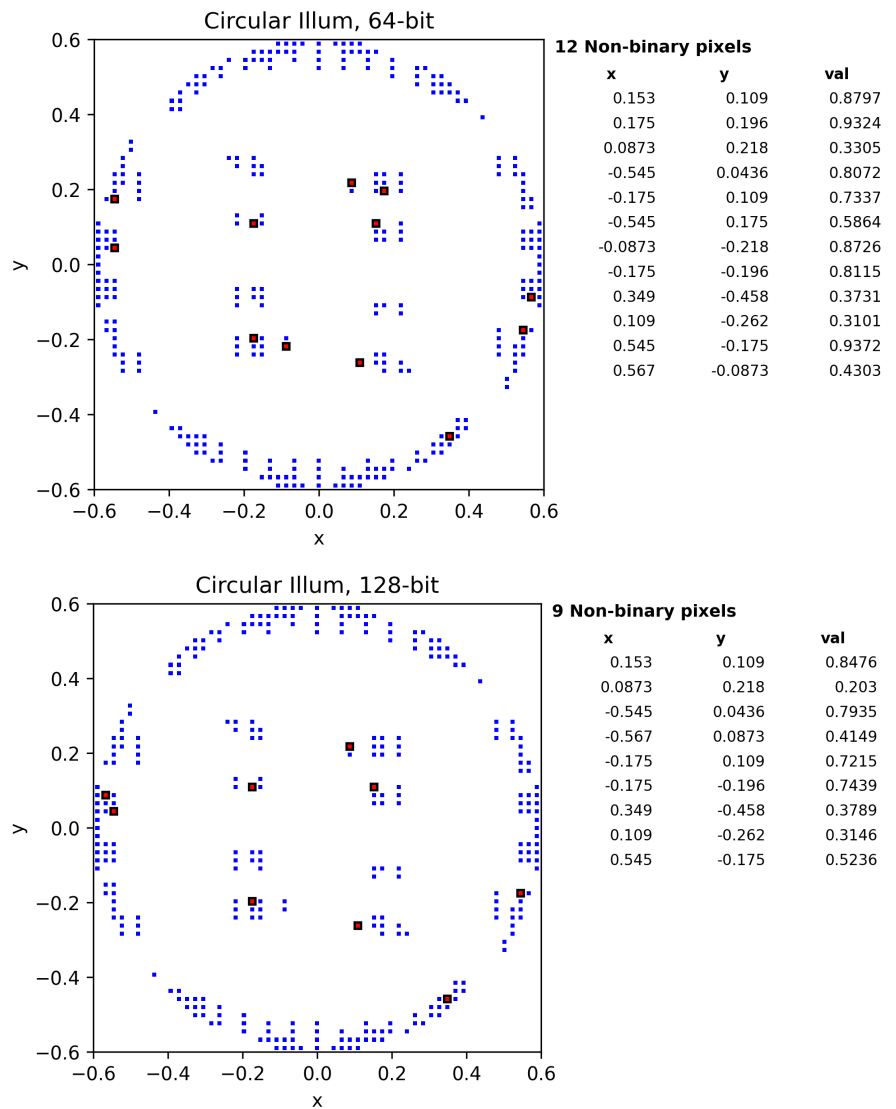 Circular Illum, 64-bit
0.6
0.4
0.2
0.0
−0.2
−0.4
−0.6
y
−0.6 −0.4 −0.2 0.0 0.2 0.4 0.6
x
12 Non-binary pixels
x y val
0.153 0.109 0.8797
0.175 0.196 0.9324
0.0873 0.218 0.3305
-0.545 0.0436 0.8072
-0.175 0.109 0.7337
-0.545 0.175 0.5864
-0.0873 -0.218 0.8726
-0.175 -0.196 0.8115
0.349 -0.458 0.3731
0.109 -0.262 0.3101
0.545 -0.175 0.9372
0.567 -0.0873 0.4303
Circular Illum, 128-bit
0.6
0.4
0.2
0.0
−0.2
−0.4
−0.6
y
−0.6 −0.4 −0.2 0.0 0.2 0.4 0.6
x
9 Non-binary pixels
x y val
0.153 0.109 0.8476
0.0873 0.218 0.203
-0.545 0.0436 0.7935
-0.567 0.0873 0.4149
-0.175 0.109 0.7215
-0.175 -0.196 0.7439
0.349 -0.458 0.3789
0.109 -0.262 0.3146
0.545 -0.175 0.5236